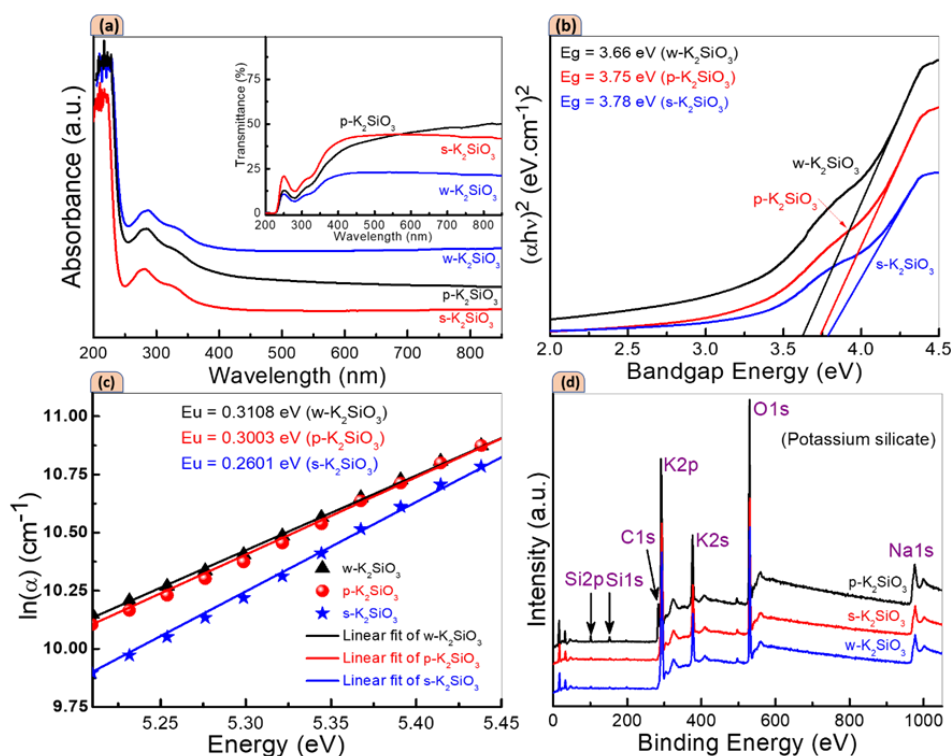 (a)
Absorbance (a.u.)
Wavelength (nm)
200 300 400 500 600 700 800
w-K₂SiO₃
p-K₂SiO₃
s-K₂SiO₃
Transmittance (%)
75
50
25
0
200 300 400 500 600 700 800
Wavelength (nm)
p-K₂SiO₃
s-K₂SiO₃
w-K₂SiO₃
(b)
Eg = 3.66 eV (w-K₂SiO₃)
Eg = 3.75 eV (p-K₂SiO₃)
Eg = 3.78 eV (s-K₂SiO₃)
w-K₂SiO₃
p-K₂SiO₃
s-K₂SiO₃
(αhν)² (eV.cm⁻¹)²
2.0 2.5 3.0 3.5 4.0 4.5
Bandgap Energy (eV)
(c)
Eu = 0.3108 eV (w-K₂SiO₃)
Eu = 0.3003 eV (p-K₂SiO₃)
Eu = 0.2601 eV (s-K₂SiO₃)
ln(α) (cm⁻¹)
11.00
10.75
10.50
10.25
10.00
9.75
w-K₂SiO₃
p-K₂SiO₃
s-K₂SiO₃
Linear fit of w-K₂SiO₃
Linear fit of p-K₂SiO₃
Linear fit of s-K₂SiO₃
5.25 5.30 5.35 5.40 5.45
Energy (eV)
(d)
O1s
(Potassium silicate)
K2p
C1s
K2s
Na1s
Si2p
Si1s
p-K₂SiO₃
s-K₂SiO₃
w-K₂SiO₃
Intensity (a.u.)
0 200 400 600 800 1000
Binding Energy (eV)